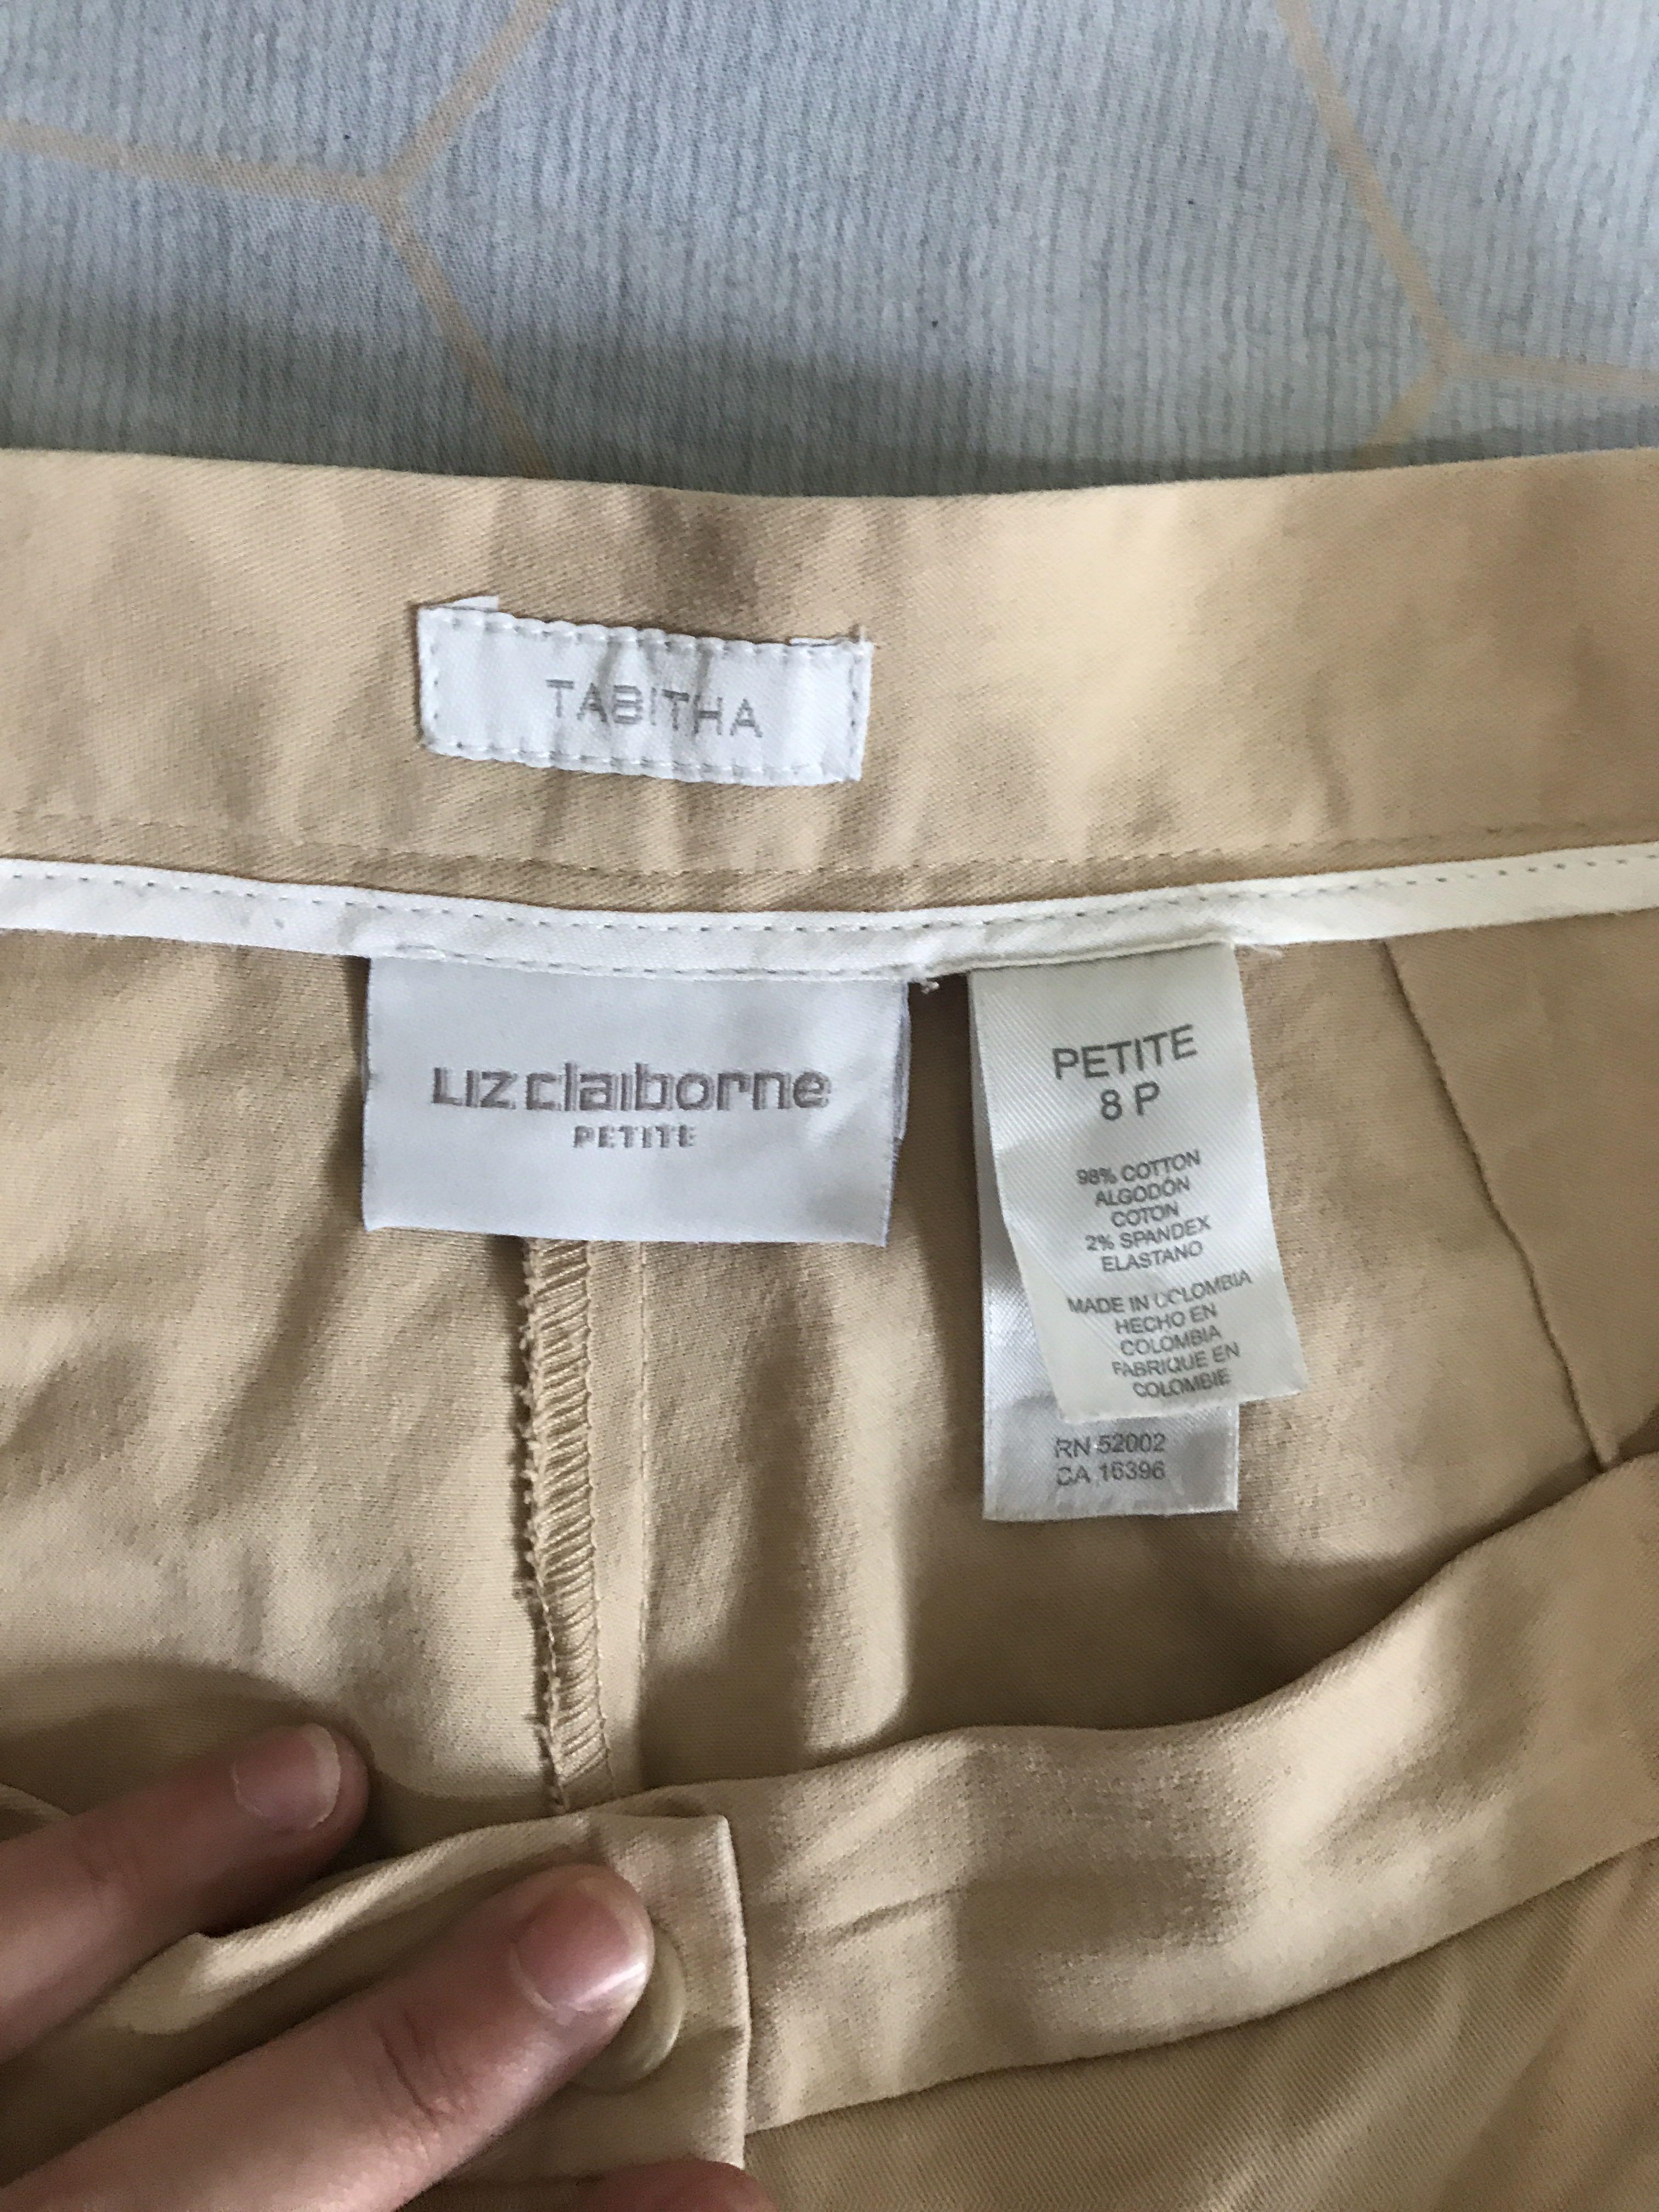 TABITHA
LIZ claiborne
PETITE
PETITE
8 P
98% COTTON
ALGODÓN
COTON
2% SPANDEX
ELASTANO
MADE IN COLOMBIA
HECHO EN
COLOMBIA
FABRIQUE EN
COLOMBIE
RN 52002
CA 15396